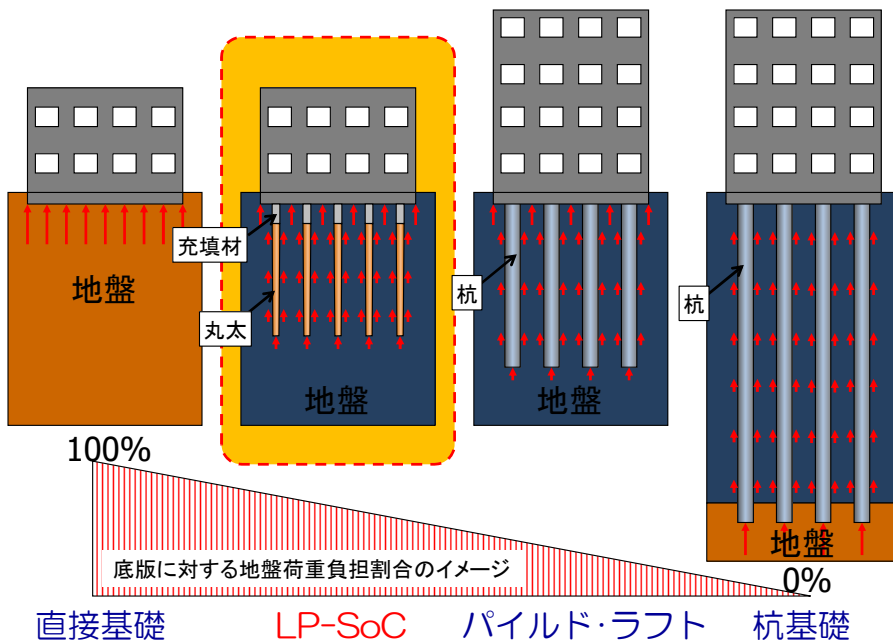 充填材
丸太
地盤
地盤
杭
地盤
杭
地盤
100%
底版に対する地盤荷重負担割合のイメージ
0%
直接基礎
LP-SoC
パイルド・ラフト
杭基礎